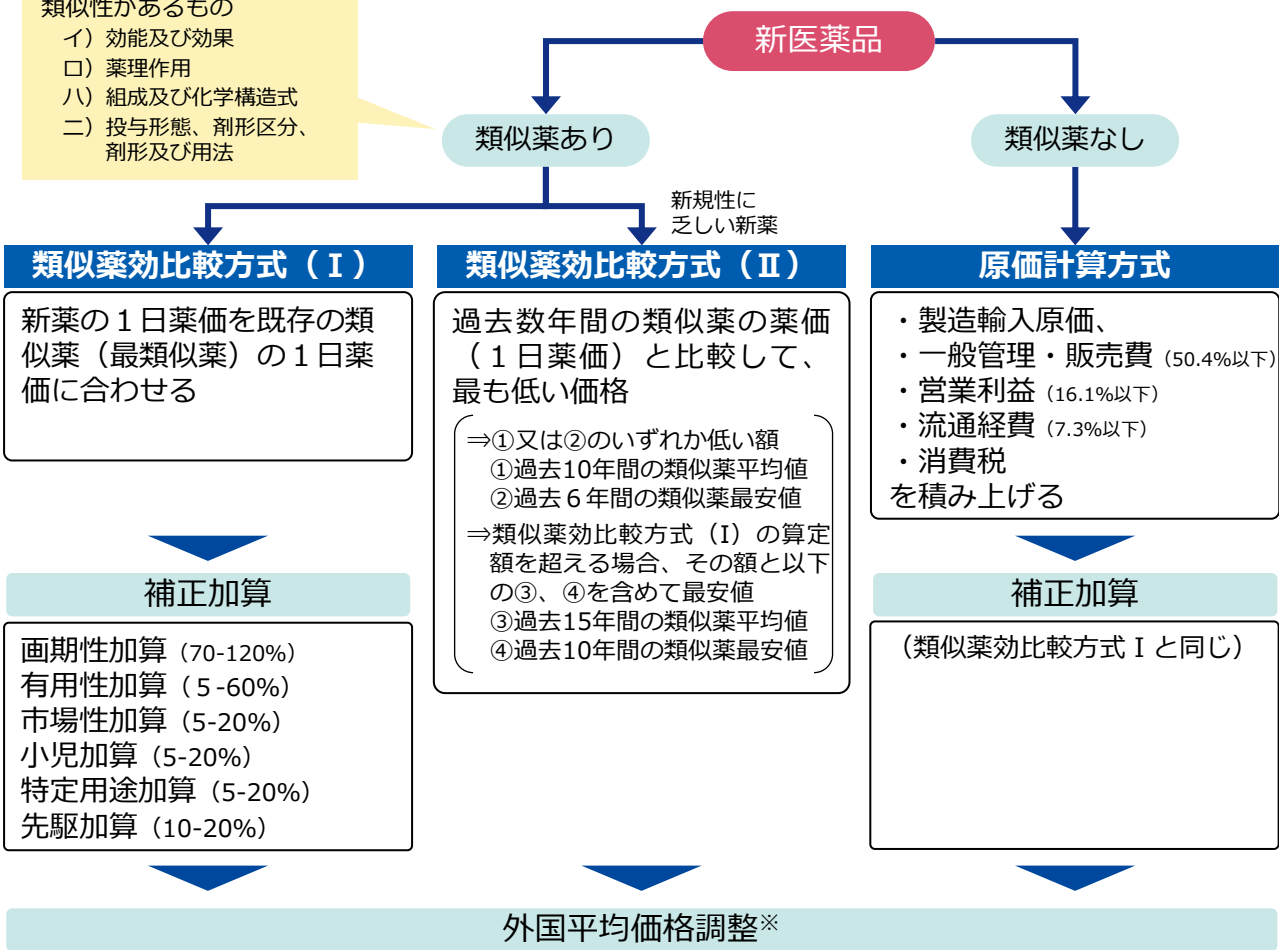 類似性があるもの
イ）効能及び効果
ロ）薬理作用
ハ）組成及び化学構造式
ニ）投与形態、剤形区分、
剤形及び用法
新医薬品
類似薬あり
類似薬なし
新規性に
乏しい新薬
類似薬効比較方式（Ⅰ）
新薬の１日薬価を既存の類
似薬（最類似薬）の１日薬
価に合わせる
補正加算
画期性加算（70-120%）
有用性加算（５-60%）
市場性加算（5-20%）
小児加算（5-20%）
特定用途加算（5-20%）
先駆加算（10-20%）
類似薬効比較方式（Ⅱ）
過去数年間の類似薬の薬価
（１日薬価）と比較して、
最も低い価格
⇒①又は②のいずれか低い額
①過去10年間の類似薬平均値
②過去６年間の類似薬最安値
⇒類似薬効比較方式（I）の算定
額を超える場合、その額と以下
の③、④を含めて最安値
③過去15年間の類似薬平均値
④過去10年間の類似薬最安値
原価計算方式
・製造輸入原価、
・一般管理・販売費（50.4%以下）
・営業利益（16.1%以下）
・流通経費（7.3%以下）
・消費税
を積み上げる
補正加算
（類似薬効比較方式Ⅰと同じ）
外国平均価格調整※